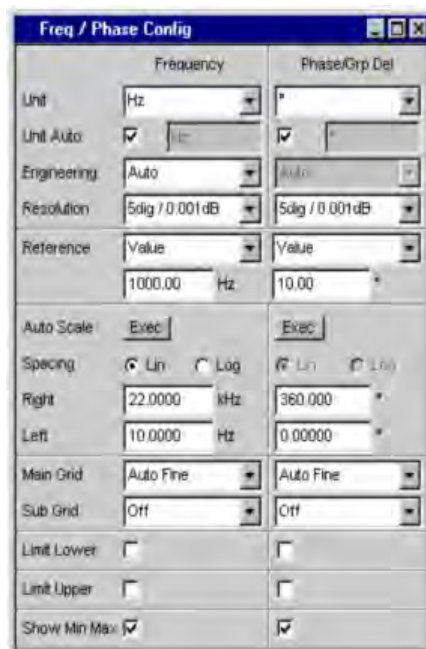 Freq / Phase Config
Frequency Phase/Grp Del
Unit Hz °
Unit Auto Hz °
Engineering Auto Auto
Resolution 5dig / 0.001dB 5dig / 0.001dB
Reference Value Value
1000.00 Hz 10.00 °
Auto Scale Exec Exec
Spacing Lin Log Lin Log
Right 22.0000 kHz 360.000 °
Left 10.0000 Hz 0.00000 °
Main Grid Auto Fine Auto Fine
Sub Grid Off Off
Limit Lower
Limit Upper
Show Min Max